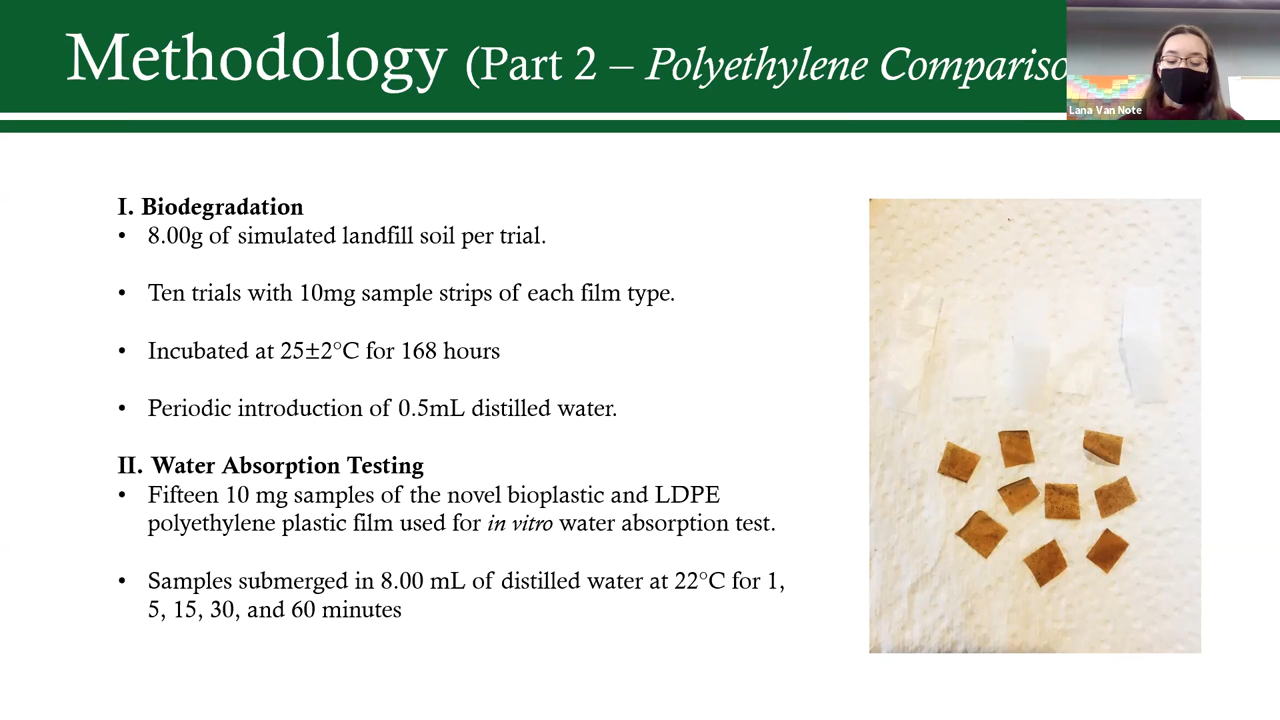 Methodology (Part 2 – Polyethylene Compariso
Lana Van Note
I. Biodegradation
• 8.00g of simulated landfill soil per trial.
• Ten trials with 10mg sample strips of each film type.
• Incubated at 25±2°C for 168 hours
• Periodic introduction of 0.5mL distilled water.
II. Water Absorption Testing
• Fifteen 10 mg samples of the novel bioplastic and LDPE
polyethylene plastic film used for in vitro water absorption test.
• Samples submerged in 8.00 mL of distilled water at 22°C for 1,
5, 15, 30, and 60 minutes